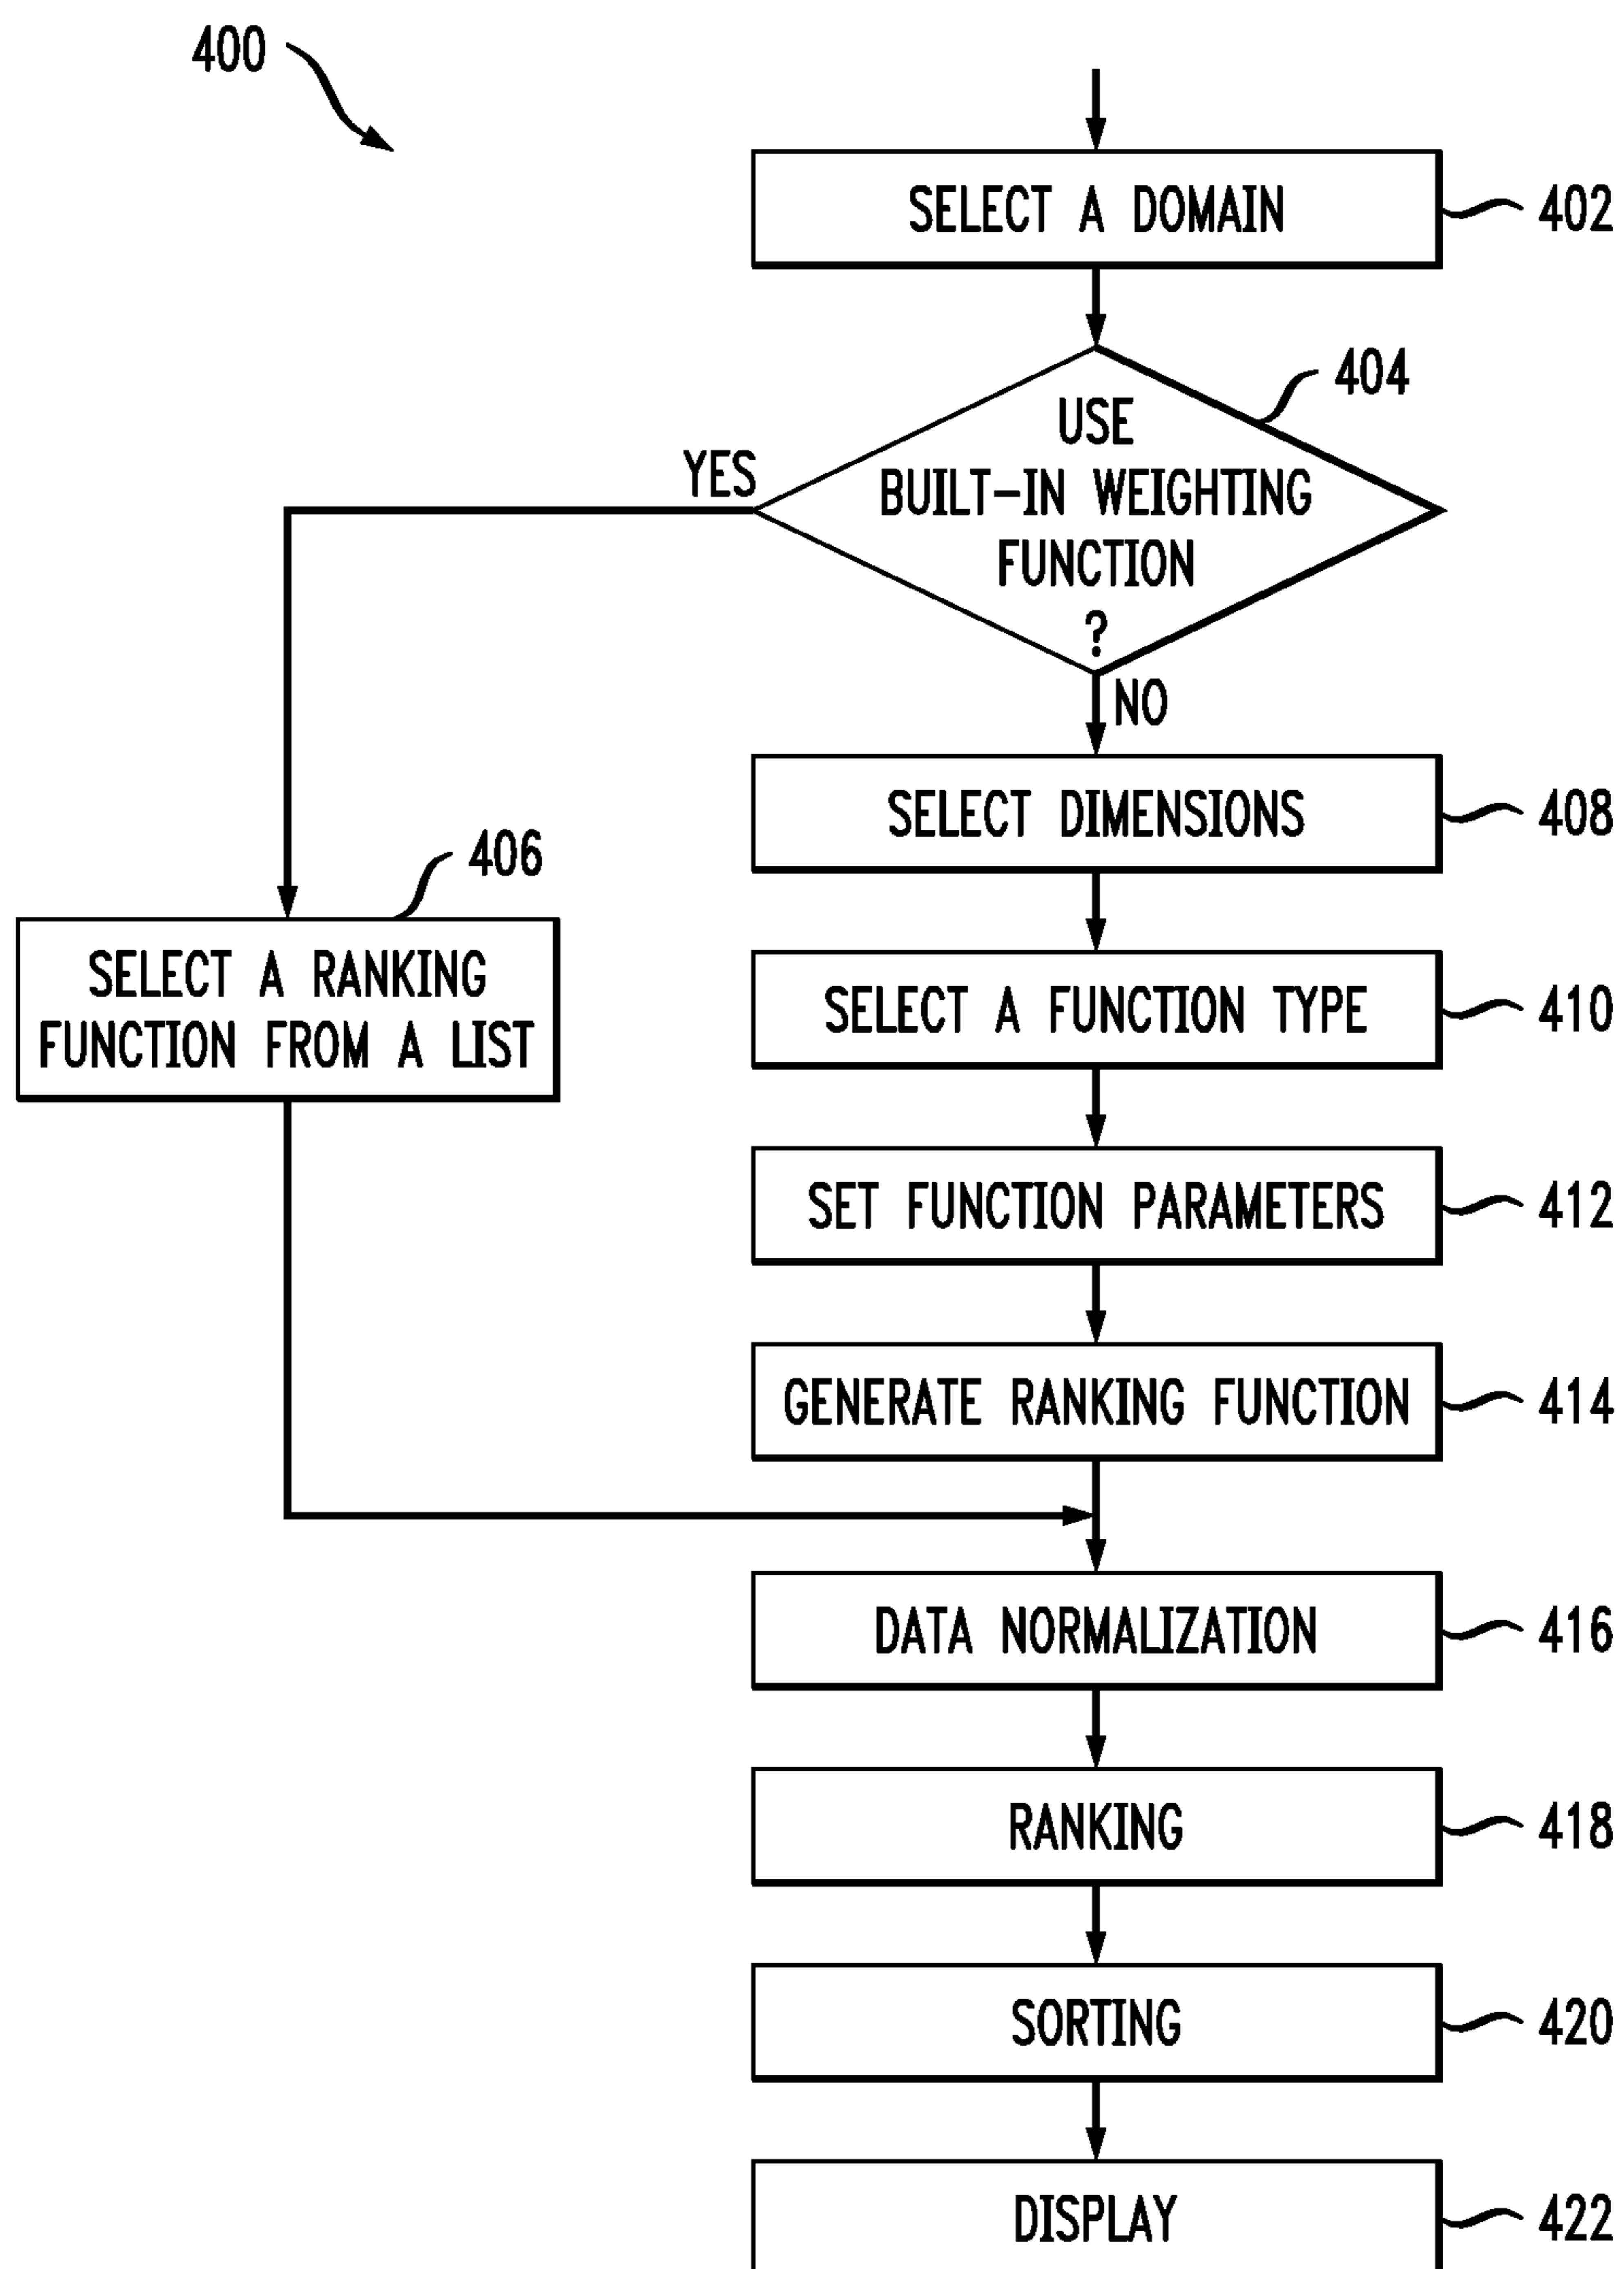 400
SELECT A DOMAIN
402
404
USE
BUILT-IN WEIGHTING
FUNCTION
?
YES
NO
SELECT DIMENSIONS
408
406
SELECT A RANKING
FUNCTION FROM A LIST
SELECT A FUNCTION TYPE
410
SET FUNCTION PARAMETERS
412
GENERATE RANKING FUNCTION
414
DATA NORMALIZATION
416
RANKING
418
SORTING
420
DISPLAY
422